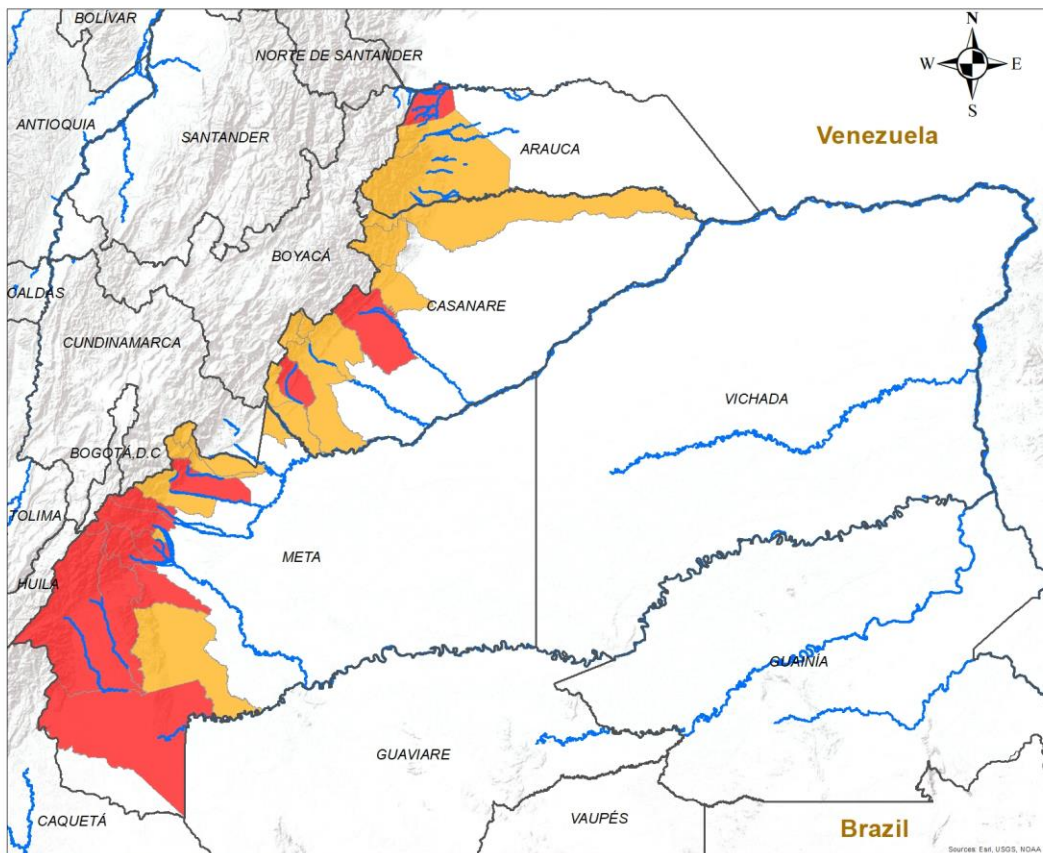 BOLÍVAR
N
NORTE DE SANTANDER
W
E
S
ANTIOQUIA
SANTANDER
Venezuela
ARAUCA
BOYACÁ
CALDAS
CASANARE
CUNDINAMARCA
VICHADA
BOGOTÁ,D.C
TOLIMA
META
HUILA
GUAINÍA
GUAVIARE
CAQUETÁ
VAUPÉS
Brazil
Sources: Esri, USGS, NOAA